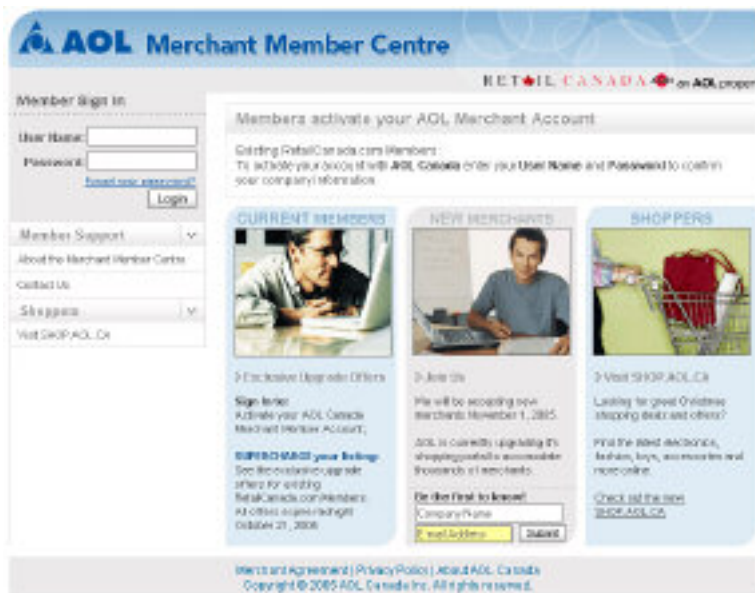 AOL Merchant Member Centre
RETAIL CANADA an AOL proper
Member Sign In
User Name:
Password:
Forgot your password?
Login
Member Support
About the Merchant Member Centre
Contact Us
Shoppers
Visit SHOP.AOL.CA
Members activate your AOL Merchant Account
Existing RetailCanada.com Members:
To activate your account with AOL Canada enter your User Name and Password to confirm
your company information
CURRENT MEMBERS
> Exclusive Upgrade Offers
Sign In to:
Activate your AOL Canada
Merchant Member Account;
SUPERCHARGE your listing:
See the exclusive upgrade
offers for existing
RetailCanada.com Members.
All offers expire midnight
October 21, 2005
NEW MERCHANTS
> Join Us
We will be accepting new
merchants November 1, 2005.
AOL is currently upgrading it's
shopping portal to accomodate
thousands of merchants.
Be the first to know!
Company Name
E-mail Address Submit
SHOPPERS
> Visit SHOP.AOL.CA
Looking for great Christmas
shopping deals and offers?
Find the latest electronics,
fashion, toys, accessories and
more online.
Check out the new
SHOP.AOL.CA
Merchant Agreement | Privacy Policy | About AOL Canada
Copyright © 2005 AOL Canada Inc. All rights reserved.